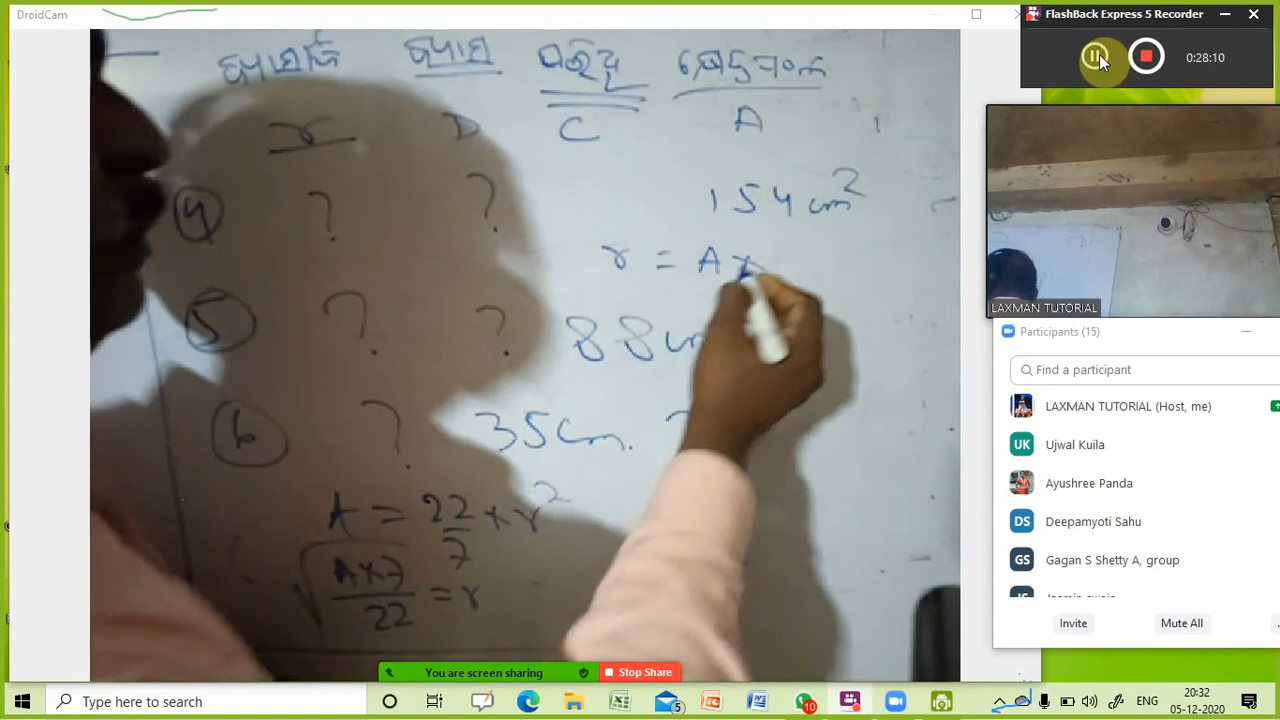 DroidCam
FlashBack Express 5 Recorder
0:28:10
ବ୍ୟାସାର୍ଦ୍ଧ ବ୍ୟାସ ପରିଧି କ୍ଷେତ୍ରଫଳ
r D C A
4 ? ? 154 cm²
r = A ×
5 ? ? 88 cm
6 ? 35 cm. ?
A = 22/7 × r²
√(A×7/22) = r
LAXMAN TUTORIAL
Participants (15)
Find a participant
LAXMAN TUTORIAL (Host, me)
UK Ujwal Kuila
Ayushree Panda
DS Deepamyoti Sahu
GS Gagan S Shetty A, group
Invite Mute All
You are screen sharing Stop Share
Type here to search
5
10
ENG
20:32
05-12-2020